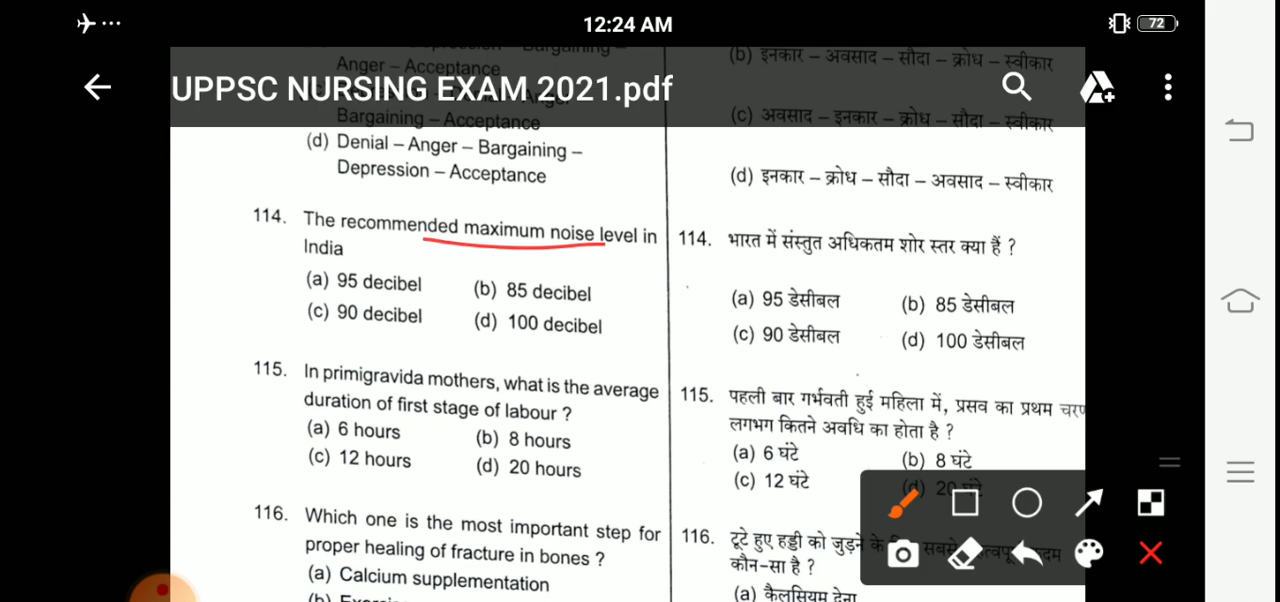 12:24 AM
72
Anger – Acceptance
UPPSC NURSING EXAM 2021.pdf
Bargaining – Acceptance
(d) Denial – Anger – Bargaining –
Depression – Acceptance
114. The recommended maximum noise level in
India
(a) 95 decibel (b) 85 decibel
(c) 90 decibel (d) 100 decibel
115. In primigravida mothers, what is the average
duration of first stage of labour ?
(a) 6 hours (b) 8 hours
(c) 12 hours (d) 20 hours
116. Which one is the most important step for
proper healing of fracture in bones ?
(a) Calcium supplementation
(b) इनकार – अवसाद – सौदा – क्रोध – स्वीकार
(c) अवसाद – इनकार – क्रोध – सौदा – स्वीकार
(d) इनकार – क्रोध – सौदा – अवसाद – स्वीकार
114. भारत में संस्तुत अधिकतम शोर स्तर क्या हैं ?
(a) 95 डेसीबल (b) 85 डेसीबल
(c) 90 डेसीबल (d) 100 डेसीबल
115. पहली बार गर्भवती हुई महिला में, प्रसव का प्रथम चरण
लगभग कितने अवधि का होता है ?
(a) 6 घंटे (b) 8 घंटे
(c) 12 घंटे (d) 20 घंटे
116. टूटे हुए हड्डी को जुड़ने के
कौन-सा है ?
(a) कैलसियम देना